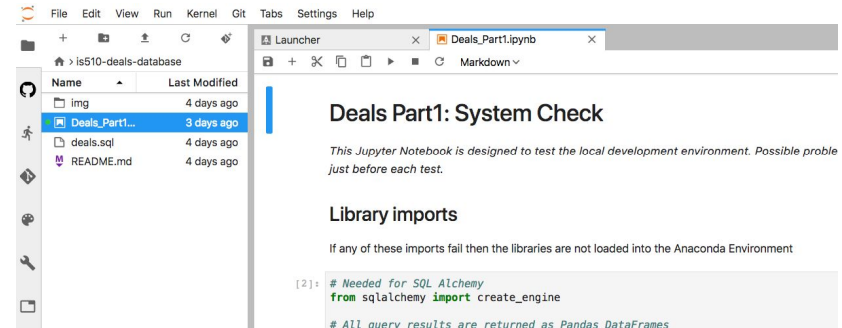 File Edit View Run Kernel Git Tabs Settings Help
Launcher
Deals_Part1.ipynb
> is510-deals-database
Markdown
Name Last Modified
img 4 days ago
Deals_Part1... 3 days ago
deals.sql 4 days ago
README.md 4 days ago
Deals Part1: System Check
This Jupyter Notebook is designed to test the local development environment. Possible proble
just before each test.
Library imports
If any of these imports fail then the libraries are not loaded into the Anaconda Environment
[2]: # Needed for SQL Alchemy
from sqlalchemy import create_engine
# All query results are returned as Pandas DataFrames